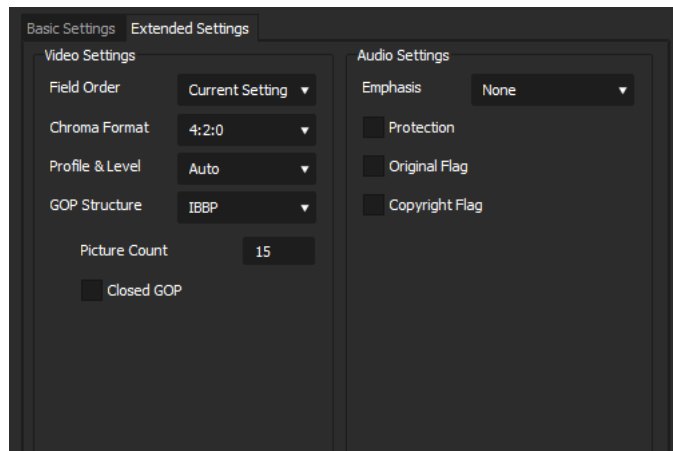 Basic Settings Extended Settings
Video Settings
Field Order Current Setting
Chroma Format 4:2:0
Profile & Level Auto
GOP Structure IBBP
Picture Count 15
Closed GOP
Audio Settings
Emphasis None
Protection
Original Flag
Copyright Flag